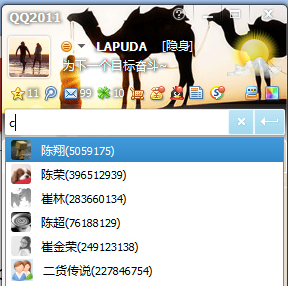 QQ2011
LAPUDA [隐身]
为下一个目标奋斗~
11 99 10
c
陈翔(5059175)
陈荣(396512939)
崔林(283660134)
陈超(76188129)
崔金荣(249123138)
二货传说(227846754)